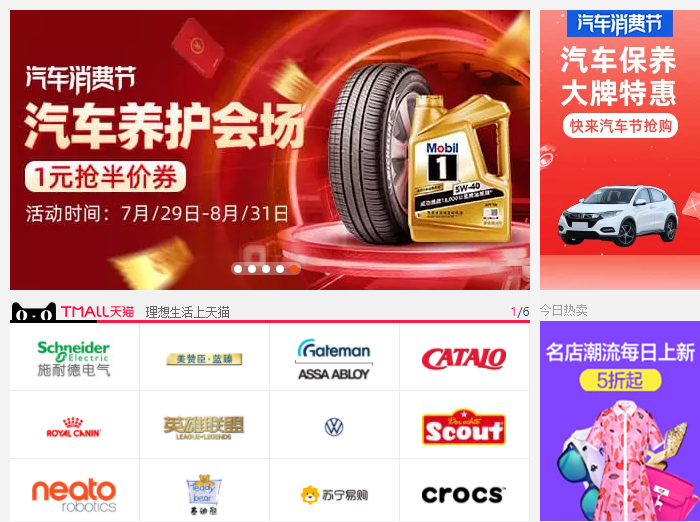 汽车消费节
汽车养护会场
1元抢半价券
活动时间：7月/29日-8月/31日
Mobil
1
5W-40
汽车消费节
汽车保养
大牌特惠
快来汽车节抢购
TMALL天猫
理想生活上天猫
1/6
今日热卖
Schneider
Electric
施耐德电气
美赞臣·蓝臻
Gateman
ASSA ABLOY
CATALO
ROYAL CANIN
英雄联盟
LEAGUE of LEGENDS
Der echte
Scout
neato
robotics
Teddy
bear
泰迪熊
苏宁易购
crocs
名店潮流每日上新
5折起